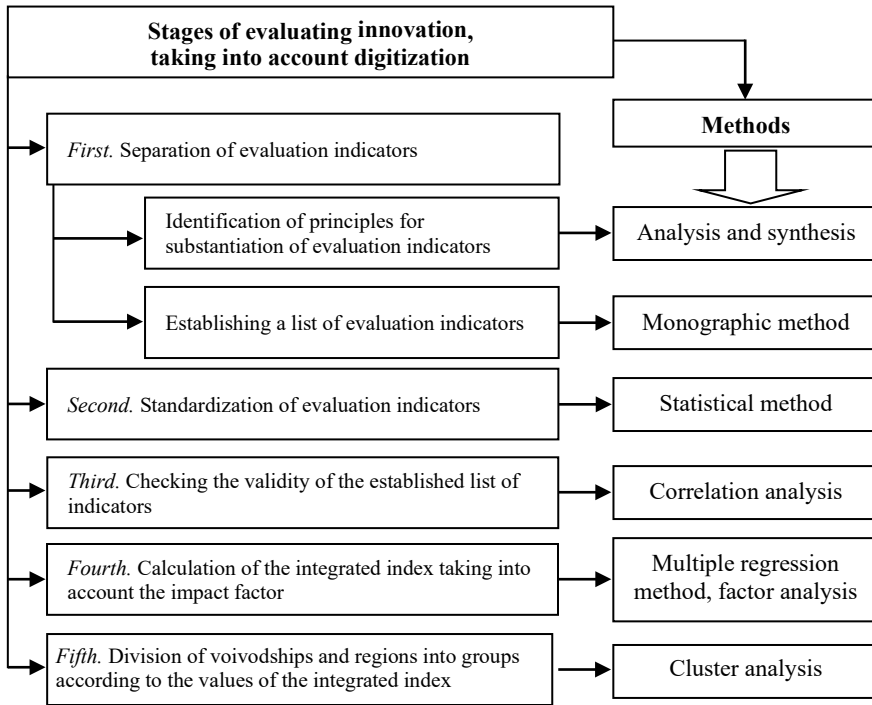 Stages of evaluating innovation,
taking into account digitization
Methods
First. Separation of evaluation indicators
Identification of principles for
substantiation of evaluation indicators
Analysis and synthesis
Establishing a list of evaluation indicators
Monographic method
Second. Standardization of evaluation indicators
Statistical method
Third. Checking the validity of the established list of
indicators
Correlation analysis
Fourth. Calculation of the integrated index taking into
account the impact factor
Multiple regression
method, factor analysis
Fifth. Division of voivodships and regions into groups
according to the values of the integrated index
Cluster analysis